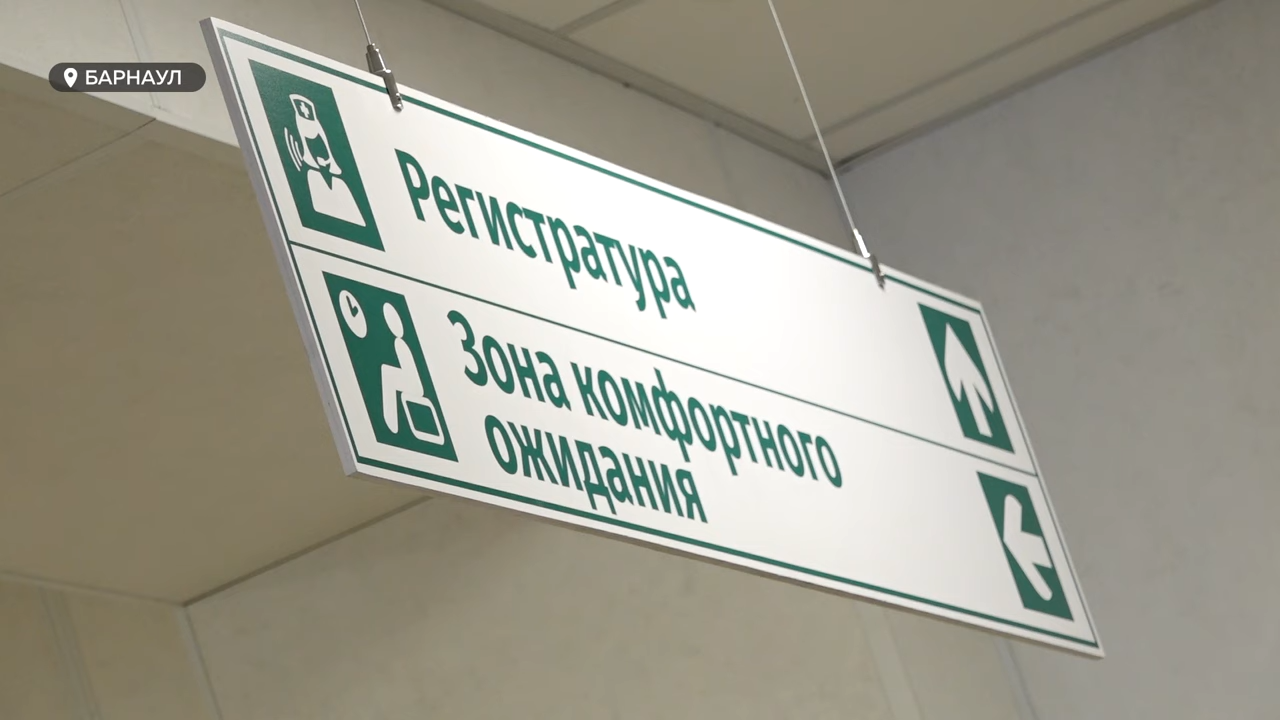 БАРНАУЛ
Регистратура
Зона комфортного
ожидания